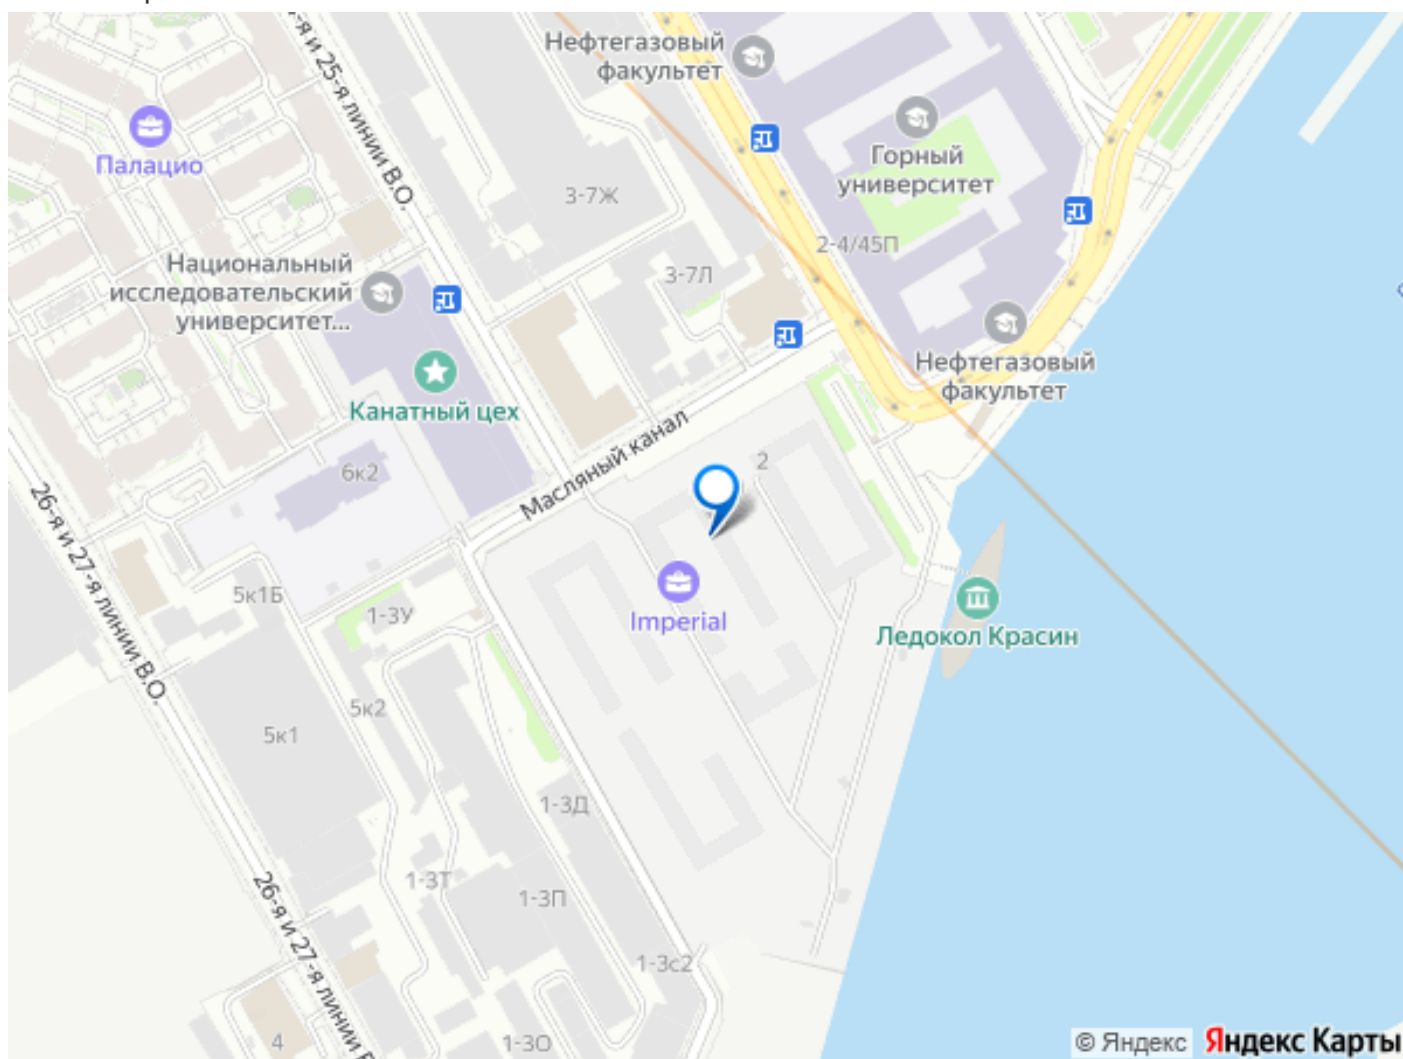 Нефтегазовый
факультет
25-я линии В.О.
Палацио
Горный
университет
3-7Ж
2-4/45П
Национальный
исследовательский
университет...
3-7Л
Нефтегазовый
факультет
Канатный цех
Масляный канал
6к2
2
26-я и 27-я линии В.О.
5к1Б
1-3У
Imperial
Ледокол Красин
5к2
5к1
1-3Д
1-3Т
1-3П
26-я и 27-я линии
1-3с2
4
1-3О
© Яндекс Яндекс Карты